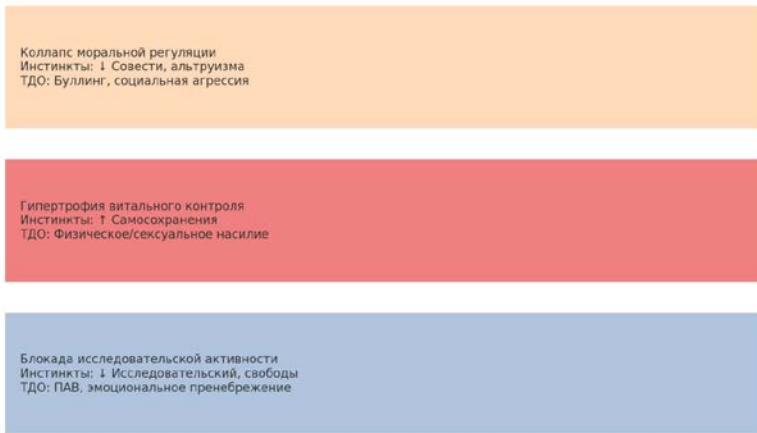 Коллапс моральной регуляции
Инстинкты: ↓ Совести, альтруизма
ТДО: Буллинг, социальная агрессия
Гипертрофия витального контроля
Инстинкты: ↑ Самосохранения
ТДО: Физическое/сексуальное насилие
Блокада исследовательской активности
Инстинкты: ↓ Исследовательский, свободы
ТДО: ПАВ, эмоциональное пренебрежение